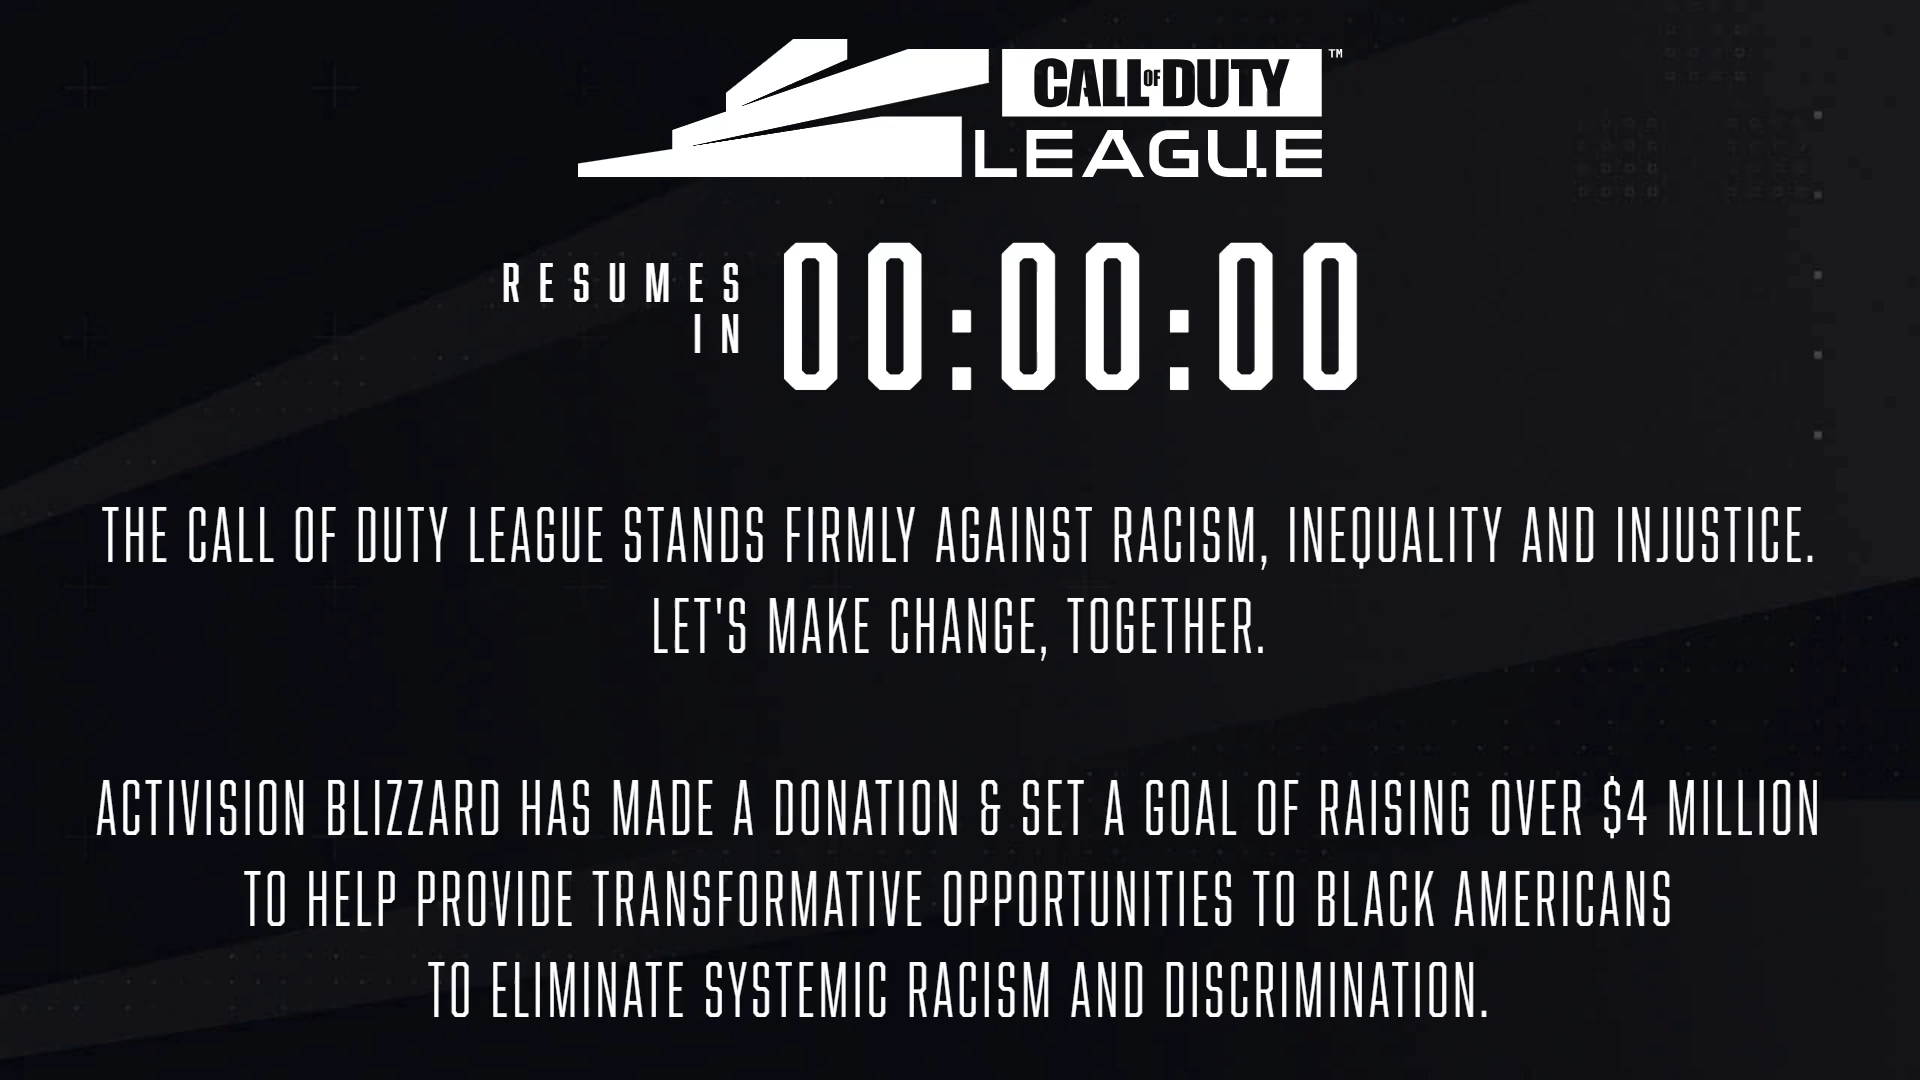 CALL OF DUTY
™
LEAGUE
RESUMES
IN
00:00:00
THE CALL OF DUTY LEAGUE STANDS FIRMLY AGAINST RACISM, INEQUALITY AND INJUSTICE.
LET'S MAKE CHANGE, TOGETHER.
ACTIVISION BLIZZARD HAS MADE A DONATION & SET A GOAL OF RAISING OVER $4 MILLION
TO HELP PROVIDE TRANSFORMATIVE OPPORTUNITIES TO BLACK AMERICANS
TO ELIMINATE SYSTEMIC RACISM AND DISCRIMINATION.